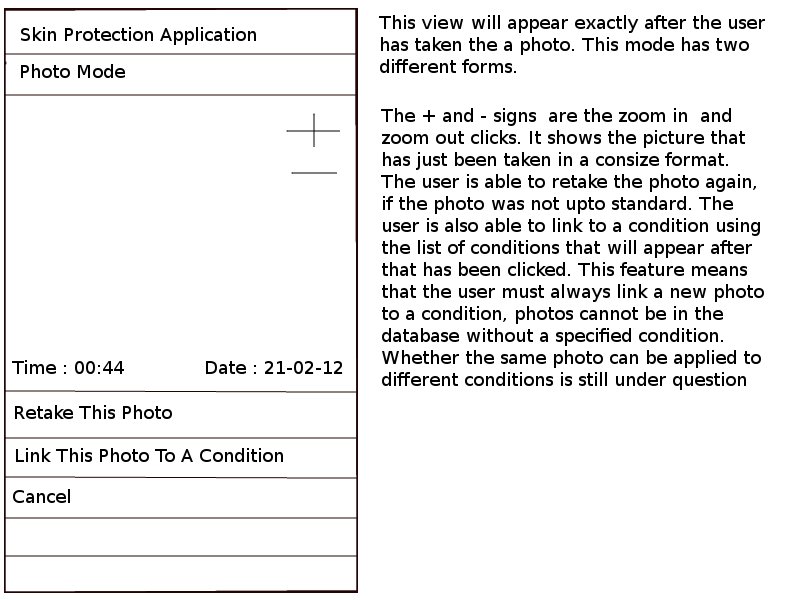 Skin Protection Application
Photo Mode
Time : 00:44 Date : 21-02-12
Retake This Photo
Link This Photo To A Condition
Cancel
This view will appear exactly after the user
has taken the a photo. This mode has two
different forms.
The + and - signs are the zoom in and
zoom out clicks. It shows the picture that
has just been taken in a consize format.
The user is able to retake the photo again,
if the photo was not upto standard. The
user is also able to link to a condition using
the list of conditions that will appear after
that has been clicked. This feature means
that the user must always link a new photo
to a condition, photos cannot be in the
database without a specified condition.
Whether the same photo can be applied to
different conditions is still under question